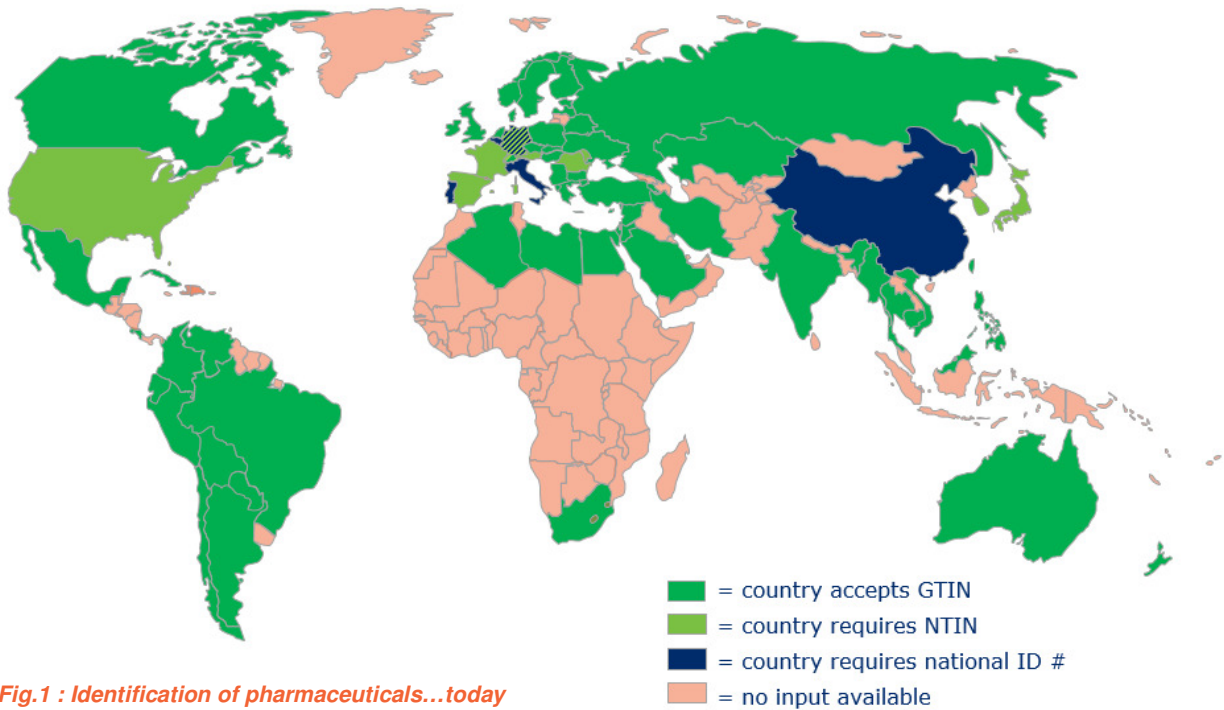 = country accepts GTIN
= country requires NTIN
= country requires national ID #
= no input available
Fig.1 : Identification of pharmaceuticals...today